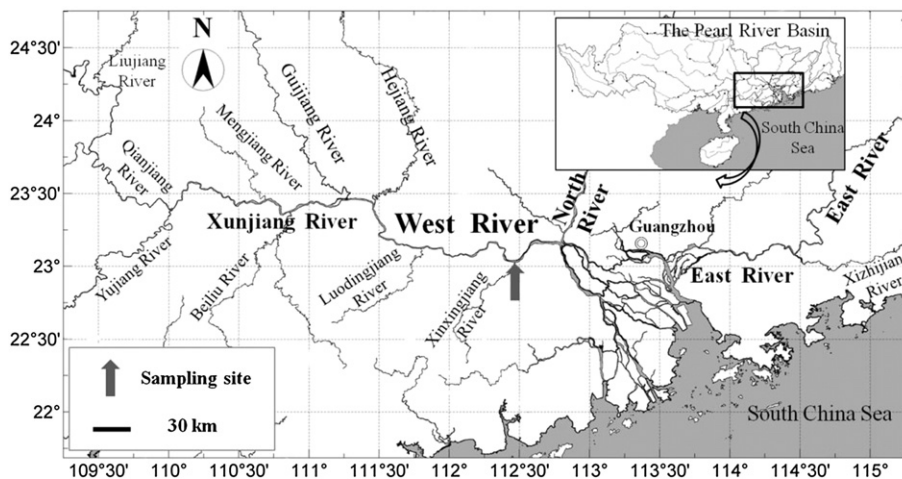 24°30'
24°
23°30'
23°
22°30'
22°
N
Liujiang
River
Qianjiang
River
Mengjiang River
Guijiang River
Hejiang River
The Pearl River Basin
South China
Sea
Xunjiang River
West River
North
River
Guangzhou
East River
East River
Xizhijiang
River
Yujiang River
Beiliu River
Luodingjiang
River
Xinxingjiang
River
Sampling site
30 km
South China Sea
109°30' 110° 110°30' 111° 111°30' 112° 112°30' 113° 113°30' 114° 114°30' 115°